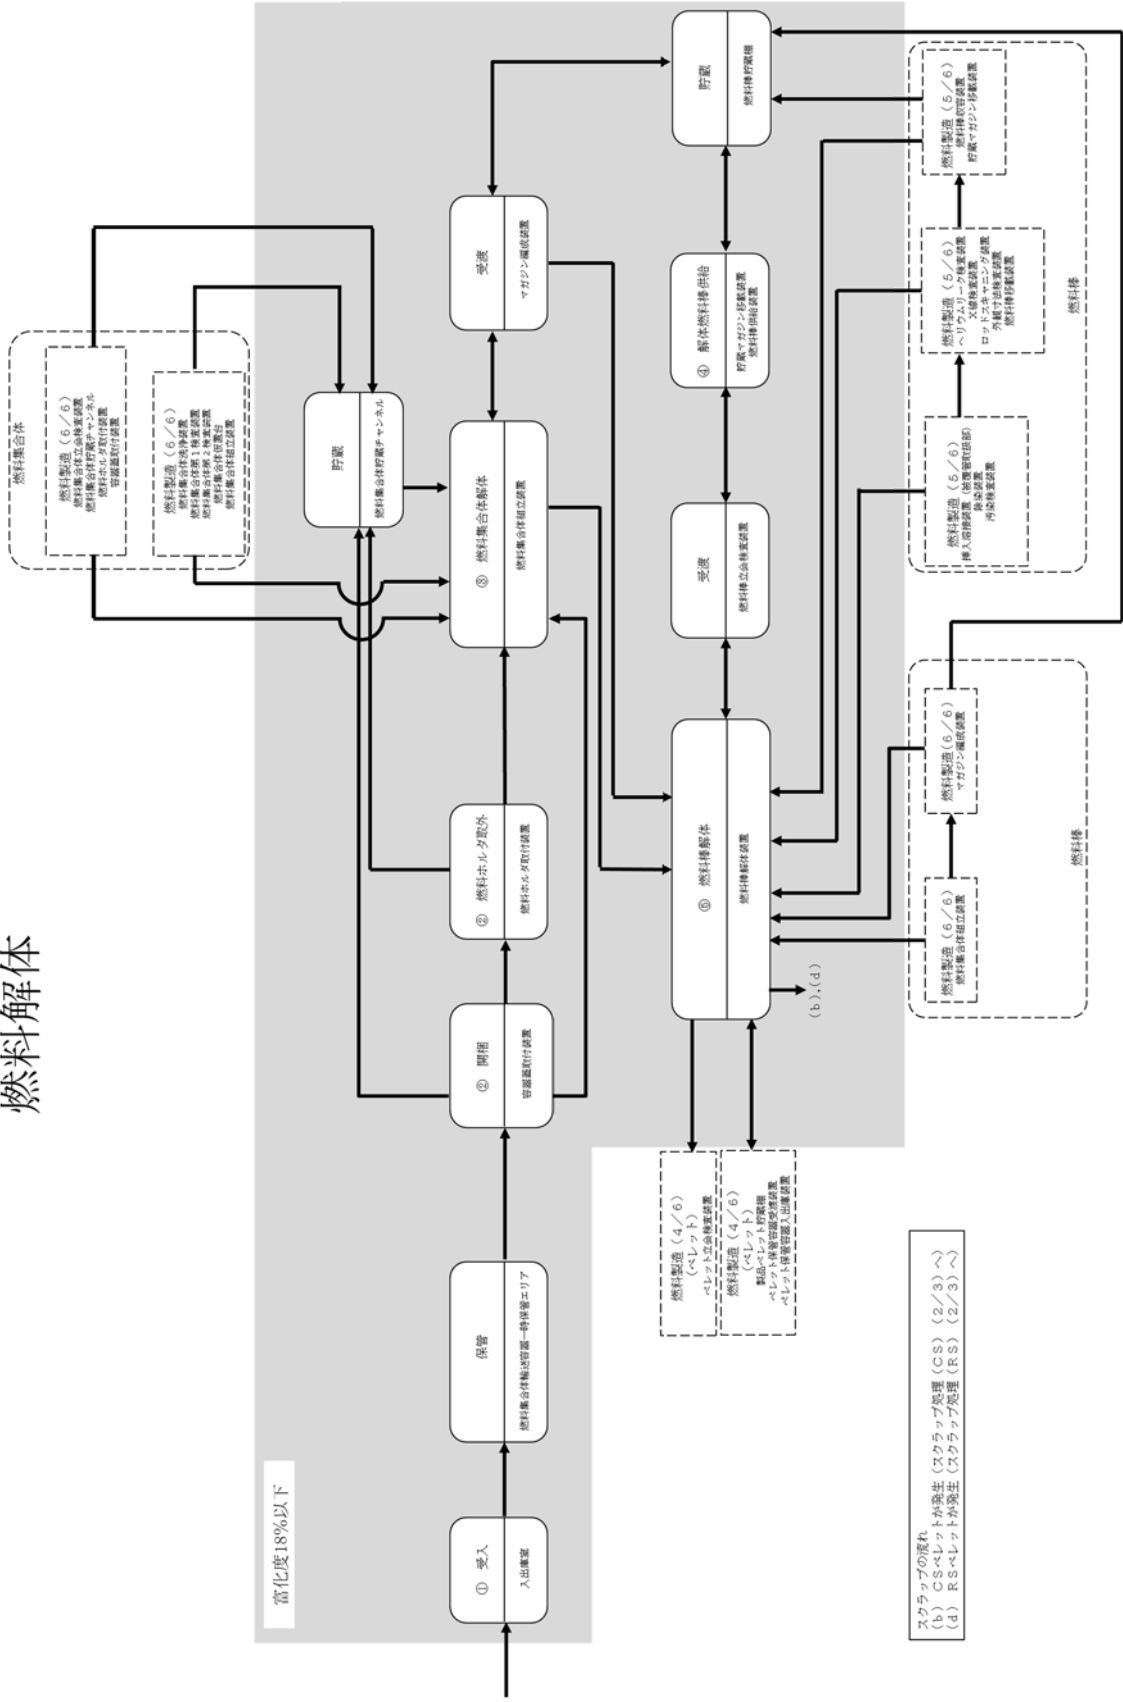 燃料解体
富化度18%以下
① 受入
入出庫室
保管
燃料集合体輸送容器一時保管エリア
② 開梱
容器蓋取付装置
② 燃料ホルダ取外
燃料ホルダ取付装置
③ 燃料集合体解体
燃料集合体組立装置
受渡
マガジン編成装置
貯蔵
燃料集合体貯蔵チャンネル
燃料集合体
燃料製造（6／6）
燃料集合体立会検査装置
燃料集合体貯蔵チャンネル
燃料ホルダ取付装置
容器蓋取付装置
燃料製造（6／6）
燃料集合体洗浄装置
燃料集合体第1検査装置
燃料集合体第2検査装置
燃料集合体仮置台
燃料集合体組立装置
⑤ 燃料棒解体
燃料棒解体装置
受渡
燃料棒立会検査装置
④ 解体燃料棒供給
貯蔵マガジン移載装置
燃料棒供給装置
貯蔵
燃料棒貯蔵棚
燃料製造（4／6）
（ペレット）
ペレット立会検査装置
燃料製造（4／6）
（ペレット）
製品ペレット貯蔵棚
ペレット保管容器受渡装置
ペレット保管容器入出庫装置
(b),(d)
燃料製造（6／6）
燃料集合体組立装置
燃料製造(6／6)
マガジン編成装置
燃料棒
燃料製造（5／6）
挿入溶接装置（被覆管取扱部）
除染装置
汚染検査装置
燃料製造（5／6）
ヘリウムリーク検査装置
X線検査装置
ロッドスキャニング装置
外観寸法検査装置
燃料棒移載装置
燃料製造（5／6）
燃料棒収容装置
貯蔵マガジン移載装置
燃料棒
スクラップの流れ
(b) CSペレットが発生（スクラップ処理（CS）（2／3）へ）
(d) RSペレットが発生（スクラップ処理（RS）（2／3）へ）